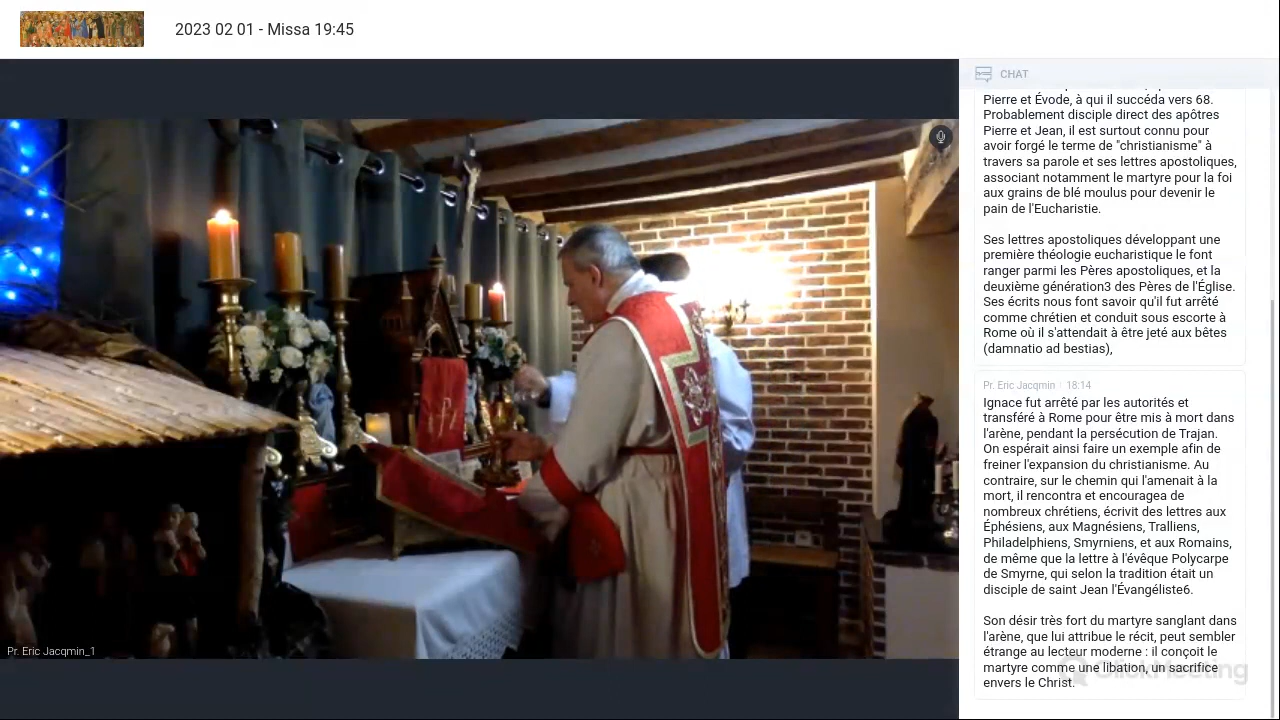 2023 02 01 - Missa 19:45
CHAT
Pierre et Évode, à qui il succéda vers 68.
Probablement disciple direct des apôtres
Pierre et Jean, il est surtout connu pour
avoir forgé le terme de "christianisme" à
travers sa parole et ses lettres apostoliques,
associant notamment le martyre pour la foi
aux grains de blé moulus pour devenir le
pain de l'Eucharistie.
Ses lettres apostoliques développant une
première théologie eucharistique le font
ranger parmi les Pères apostoliques, et la
deuxième génération3 des Pères de l'Église.
Ses écrits nous font savoir qu'il fut arrêté
comme chrétien et conduit sous escorte à
Rome où il s'attendait à être jeté aux bêtes
(damnatio ad bestias),
Pr. Eric Jacqmin 18:14
Ignace fut arrêté par les autorités et
transféré à Rome pour être mis à mort dans
l'arène, pendant la persécution de Trajan.
On espérait ainsi faire un exemple afin de
freiner l'expansion du christianisme. Au
contraire, sur le chemin qui l'amenait à la
mort, il rencontra et encouragea de
nombreux chrétiens, écrivit des lettres aux
Éphésiens, aux Magnésiens, Tralliens,
Philadelphiens, Smyrniens, et aux Romains,
de même que la lettre à l'évêque Polycarpe
de Smyrne, qui selon la tradition était un
disciple de saint Jean l'Évangéliste6.
Son désir très fort du martyre sanglant dans
l'arène, que lui attribue le récit, peut sembler
étrange au lecteur moderne : il conçoit le
martyre comme une libation, un sacrifice
envers le Christ.
ClickMeeting
Pr. Eric Jacqmin_1